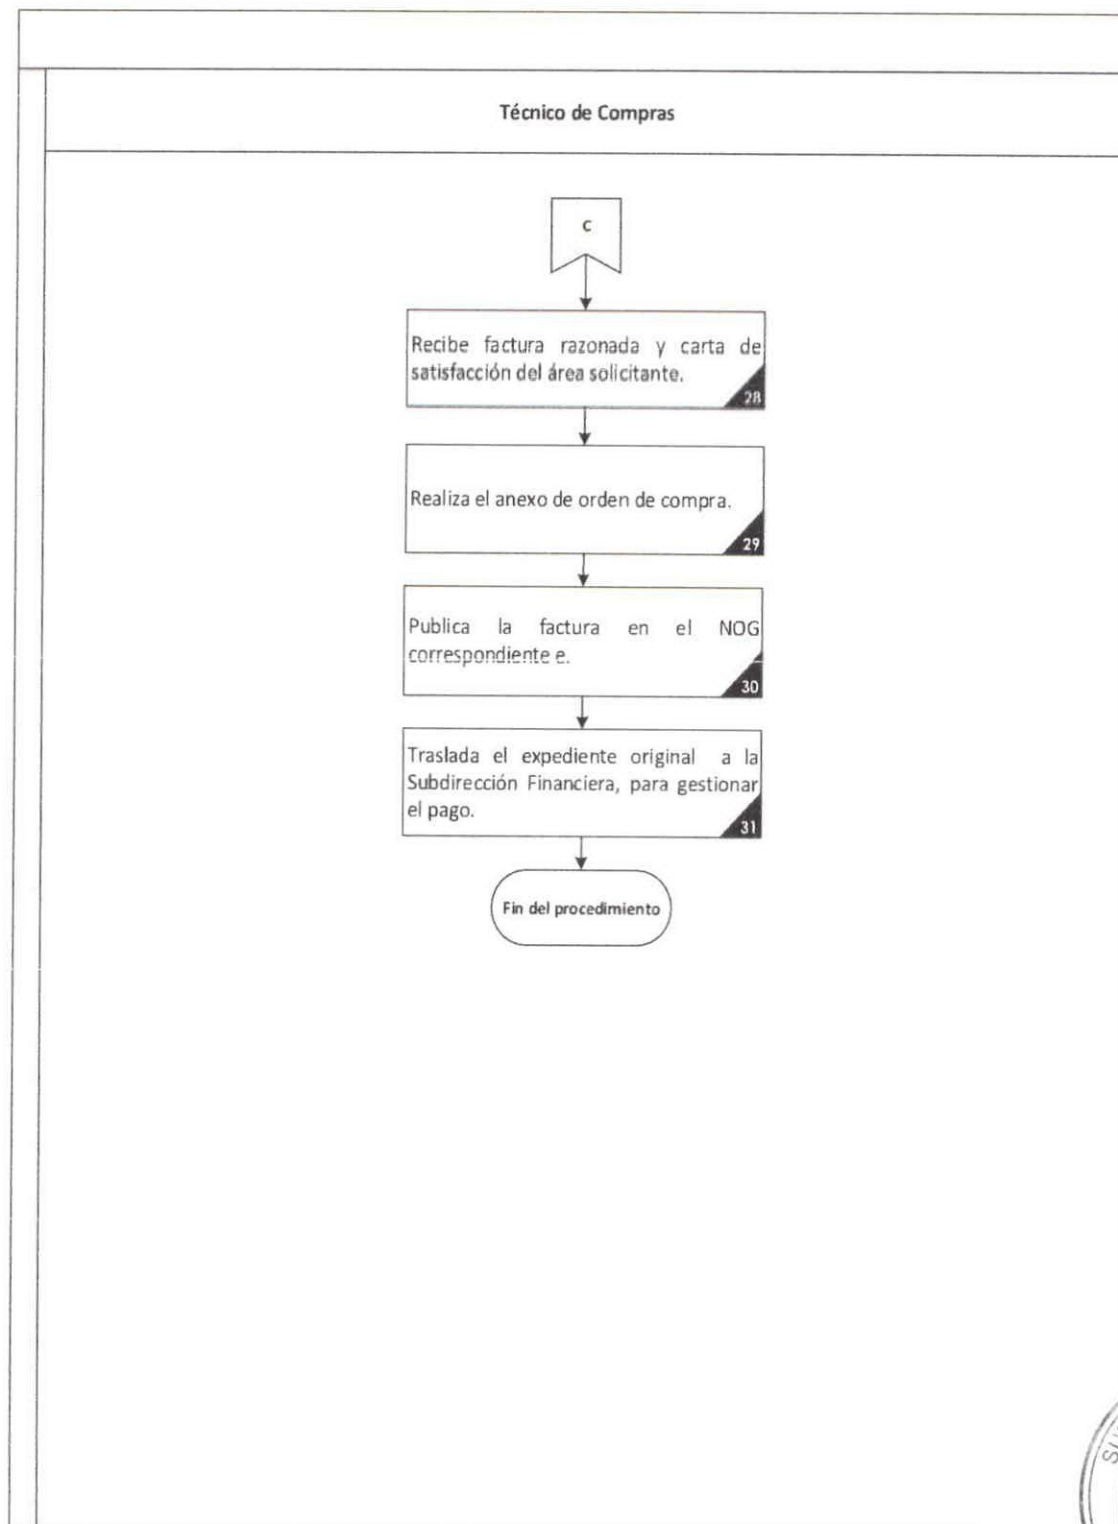 Técnico de Compras
C
Recibe factura razonada y carta de
satisfacción del área solicitante.
28
Realiza el anexo de orden de compra.
29
Publica la factura en el NOG
correspondiente e.
30
Traslada el expediente original a la
Subdirección Financiera, para gestionar
el pago.
31
Fin del procedimiento